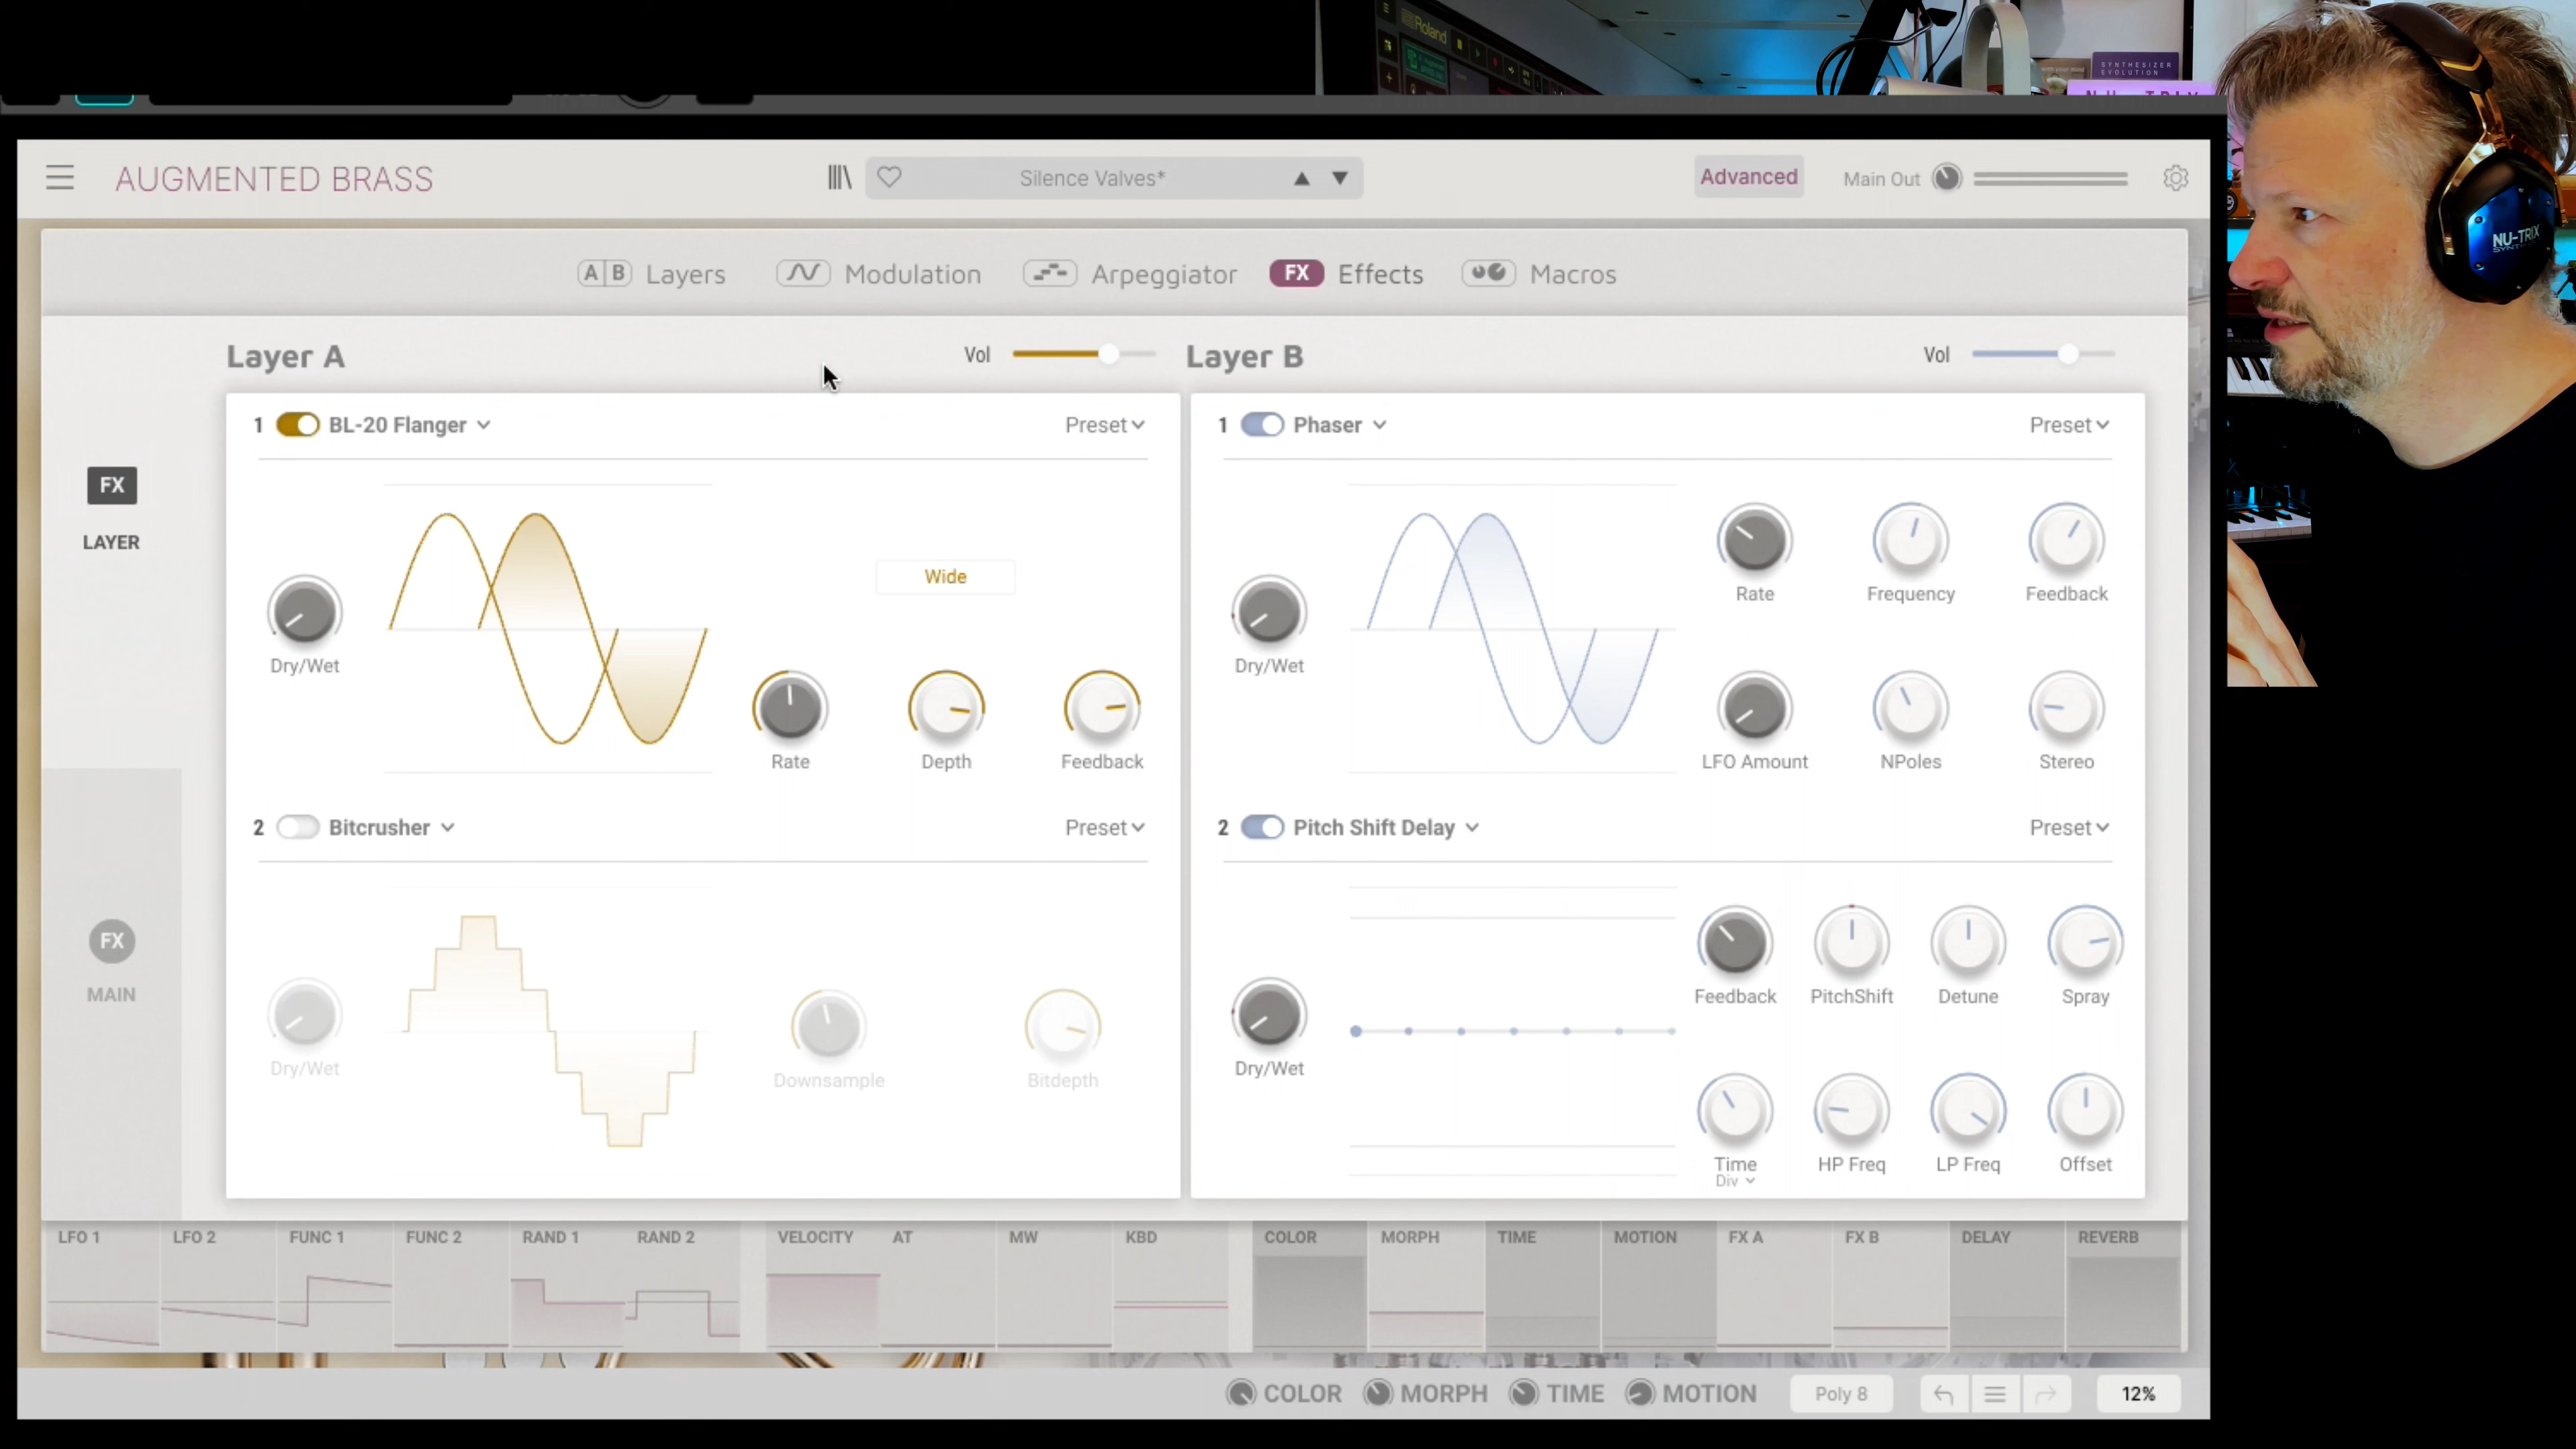 Roland
SYNTHESIZER
EVOLUTION
AUGMENTED BRASS
Silence Valves*
Advanced
Main Out
NU-TRIX
A B Layers
Modulation
Arpeggiator
FX Effects
Macros
Layer A
Vol
Layer B
Vol
1 BL-20 Flanger
Preset
1 Phaser
Preset
FX
LAYER
Wide
Dry/Wet
Rate
Depth
Feedback
Dry/Wet
Rate
Frequency
Feedback
LFO Amount
NPoles
Stereo
2 Bitcrusher
Preset
2 Pitch Shift Delay
Preset
FX
MAIN
Dry/Wet
Downsample
Bitdepth
Dry/Wet
Feedback
PitchShift
Detune
Spray
Time
Div
HP Freq
LP Freq
Offset
LFO 1
LFO 2
FUNC 1
FUNC 2
RAND 1
RAND 2
VELOCITY
AT
MW
KBD
COLOR
MORPH
TIME
MOTION
FX A
FX B
DELAY
REVERB
COLOR
MORPH
TIME
MOTION
Poly 8
12%